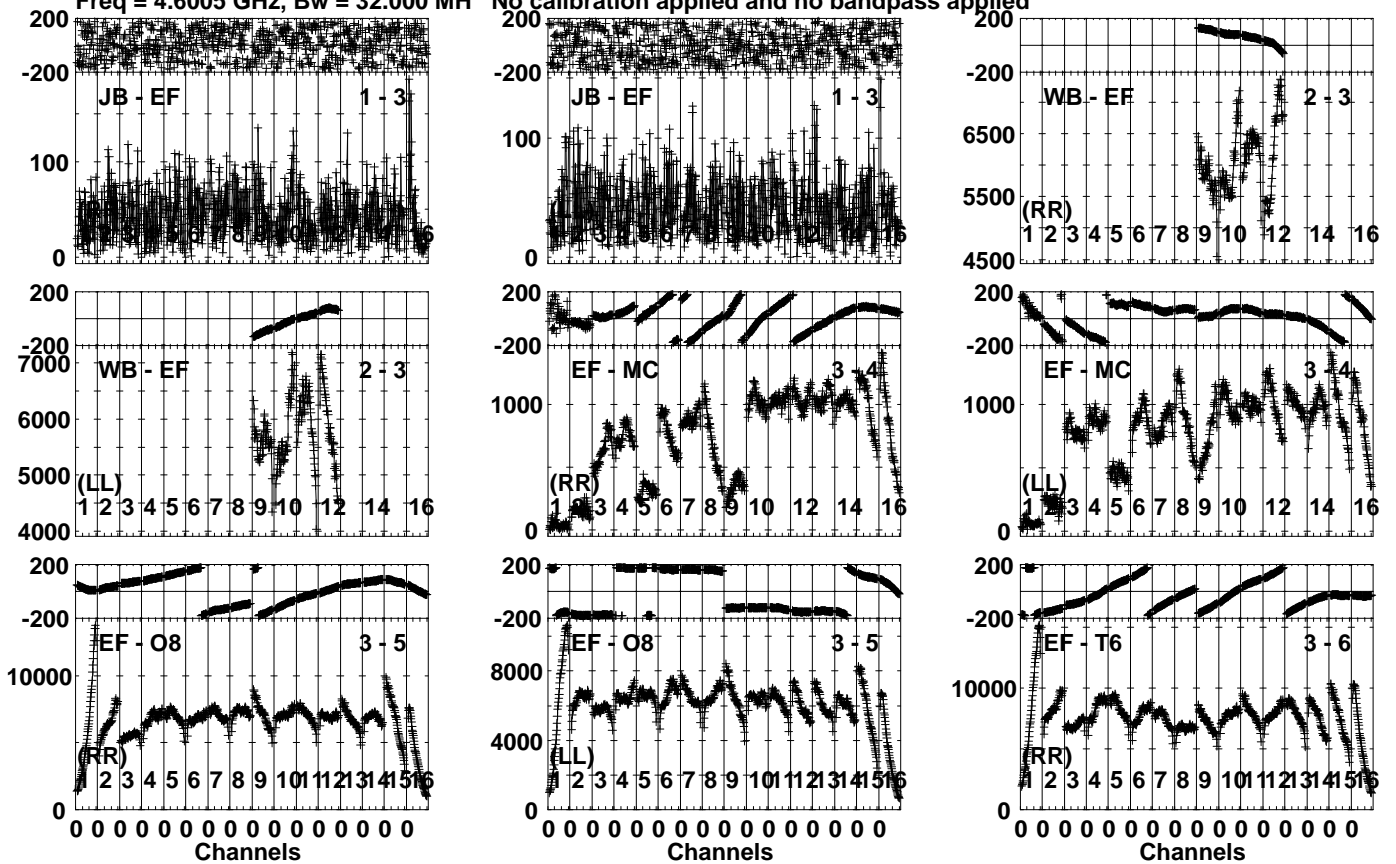 Freq = 4.6005 GHz, Bw = 32.000 MH No calibration applied and no bandpass applied
200
-200
JB - EF 1 - 3
100
0
200
-200
JB - EF 1 - 3
100
0
200
-200
WB - EF 2 - 3
6500
5500
(RR)
1 2 3 4 5 6 7 8 9 10 12 14 16
4500
200
-200
WB - EF 2 - 3
7000
6000
5000
(LL)
1 2 3 4 5 6 7 8 9 10 12 14 16
4000
200
-200
EF - MC 3 - 4
1000
(RR)
1 2 3 4 5 6 7 8 9 10 12 14 16
0
200
-200
EF - MC 3 - 4
1000
(LL)
1 2 3 4 5 6 7 8 9 10 12 14 16
0
200
-200
EF - O8 3 - 5
10000
(RR)
1 2 3 4 5 6 7 8 9 10 11 12 13 14 15 16
0
0 0 0 0 0 0 0 0 0 0 0 0 0 0 0 0
Channels
200
-200
EF - O8 3 - 5
8000
4000
(LL)
1 2 3 4 5 6 7 8 9 10 11 12 13 14 15 16
0
0 0 0 0 0 0 0 0 0 0 0 0 0 0 0 0
Channels
200
-200
EF - T6 3 - 6
10000
(RR)
1 2 3 4 5 6 7 8 9 10 11 12 13 14 15 16
0
0 0 0 0 0 0 0 0 0 0 0 0 0 0 0 0
Channels